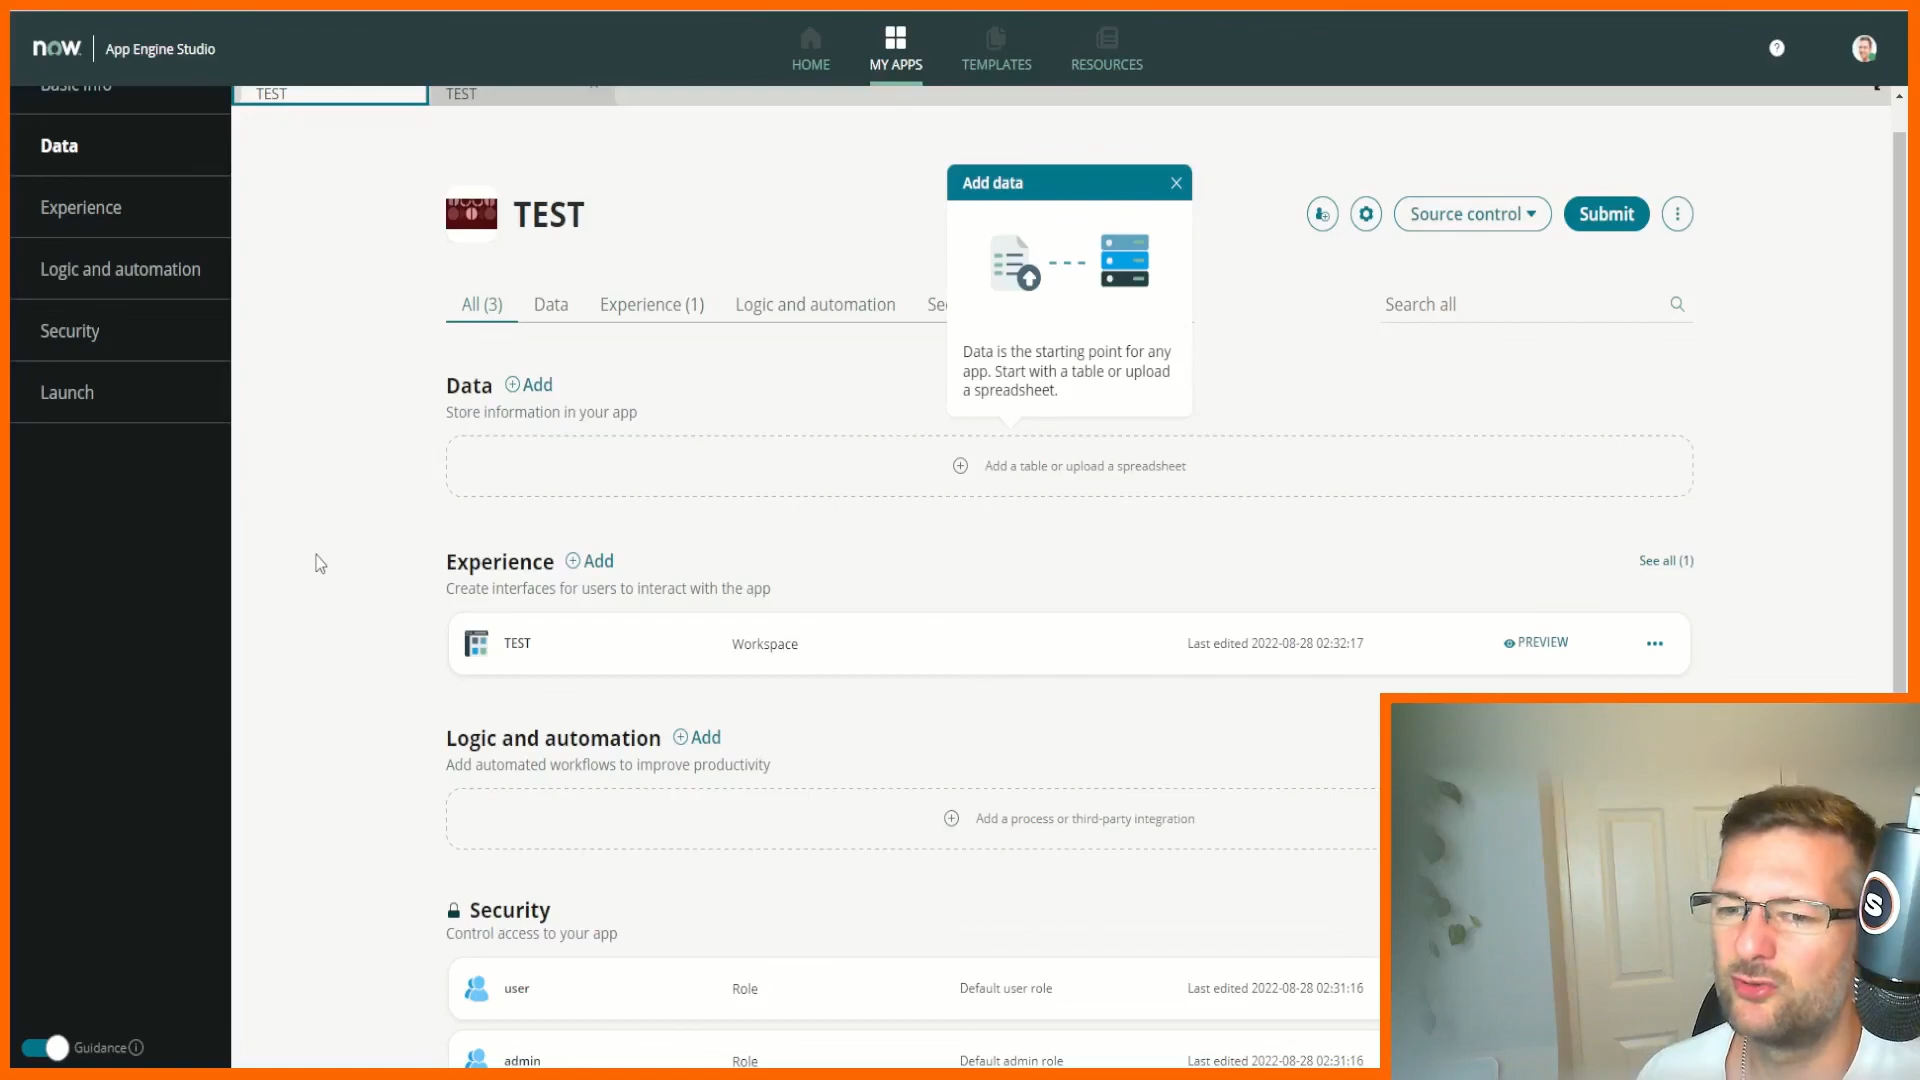 now
App Engine Studio
HOME
MY APPS
TEMPLATES
RESOURCES
?
Basic info
Data
Experience
Logic and automation
Security
Launch
Guidance
TEST
TEST
TEST
Source control
Submit
All (3)
Data
Experience (1)
Logic and automation
Sec
Search all
Add data
Data is the starting point for any
app. Start with a table or upload
a spreadsheet.
Data
Add
Store information in your app
Add a table or upload a spreadsheet
Experience
Add
See all (1)
Create interfaces for users to interact with the app
TEST
Workspace
Last edited 2022-08-28 02:32:17
PREVIEW
Logic and automation
Add
Add automated workflows to improve productivity
Add a process or third-party integration
Security
Control access to your app
user
Role
Default user role
Last edited 2022-08-28 02:31:16
admin
Role
Default admin role
Last edited 2022-08-28 02:31:16
S